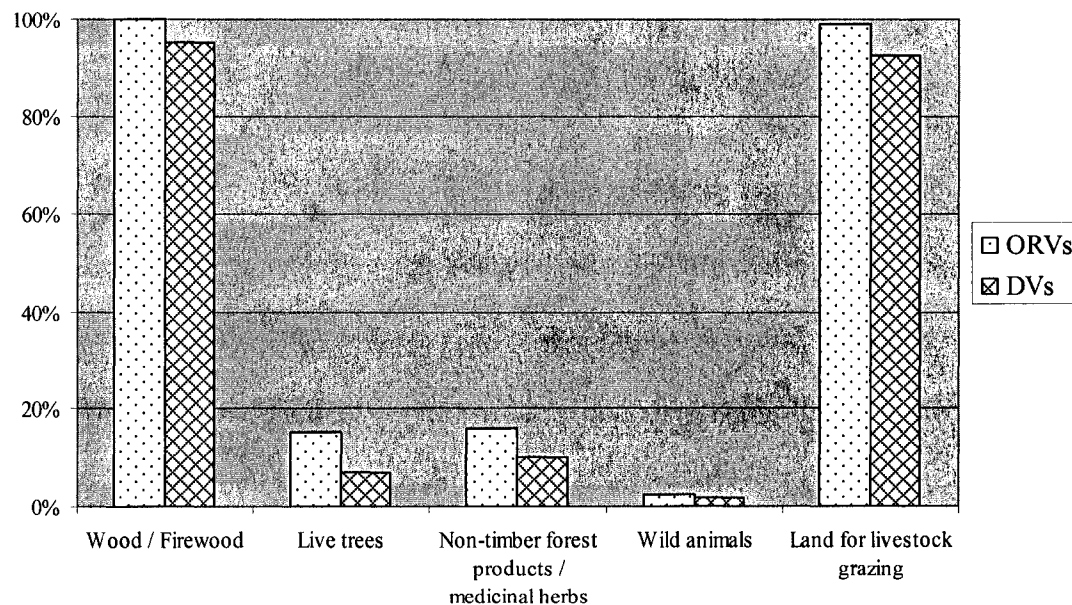 100%
80%
60%
40%
20%
0%
Wood / Firewood
Live trees
Non-timber forest
products /
medicinal herbs
Wild animals
Land for livestock
grazing
ORVs
DVs